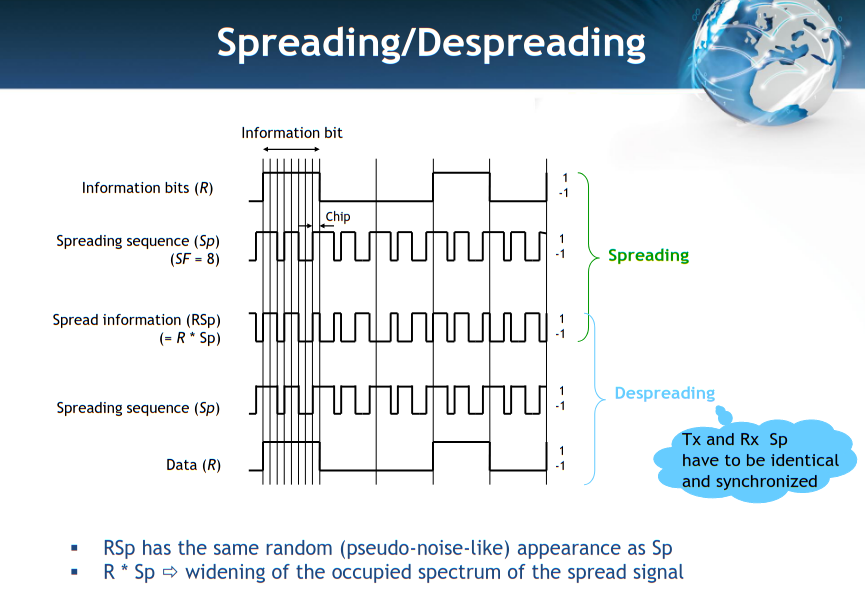 Spreading/Despreading
Information bit
Information bits (R)
1
-1
Chip
Spreading sequence (Sp)
(SF = 8)
1
-1
Spreading
Spread information (RSp)
(= R * Sp)
1
-1
Despreading
Spreading sequence (Sp)
1
-1
Tx and Rx Sp
have to be identical
and synchronized
Data (R)
1
-1
▪ RSp has the same random (pseudo-noise-like) appearance as Sp
▪ R * Sp ⇨ widening of the occupied spectrum of the spread signal